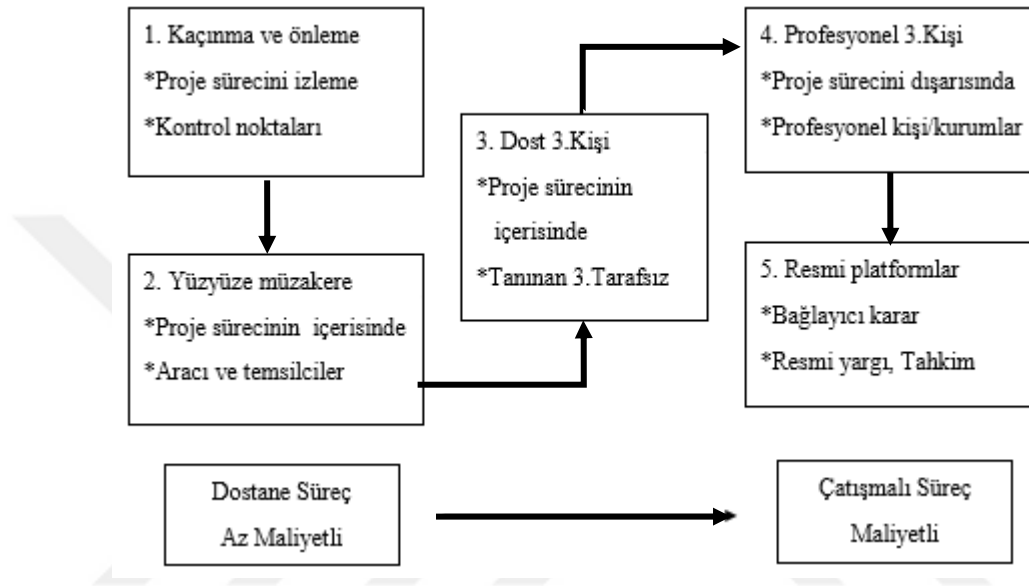 1. Kaçınma ve önleme
*Proje sürecini izleme
*Kontrol noktaları
2. Yüzyüze müzakere
*Proje sürecinin içerisinde
*Aracı ve temsilciler
3. Dost 3.Kişi
*Proje sürecinin
içerisinde
*Tanınan 3.Tarafsız
4. Profesyonel 3.Kişi
*Proje sürecini dışarısında
*Profesyonel kişi/kurumlar
5. Resmi platformlar
*Bağlayıcı karar
*Resmi yargı, Tahkim
Dostane Süreç
Az Maliyetli
Çatışmalı Süreç
Maliyetli